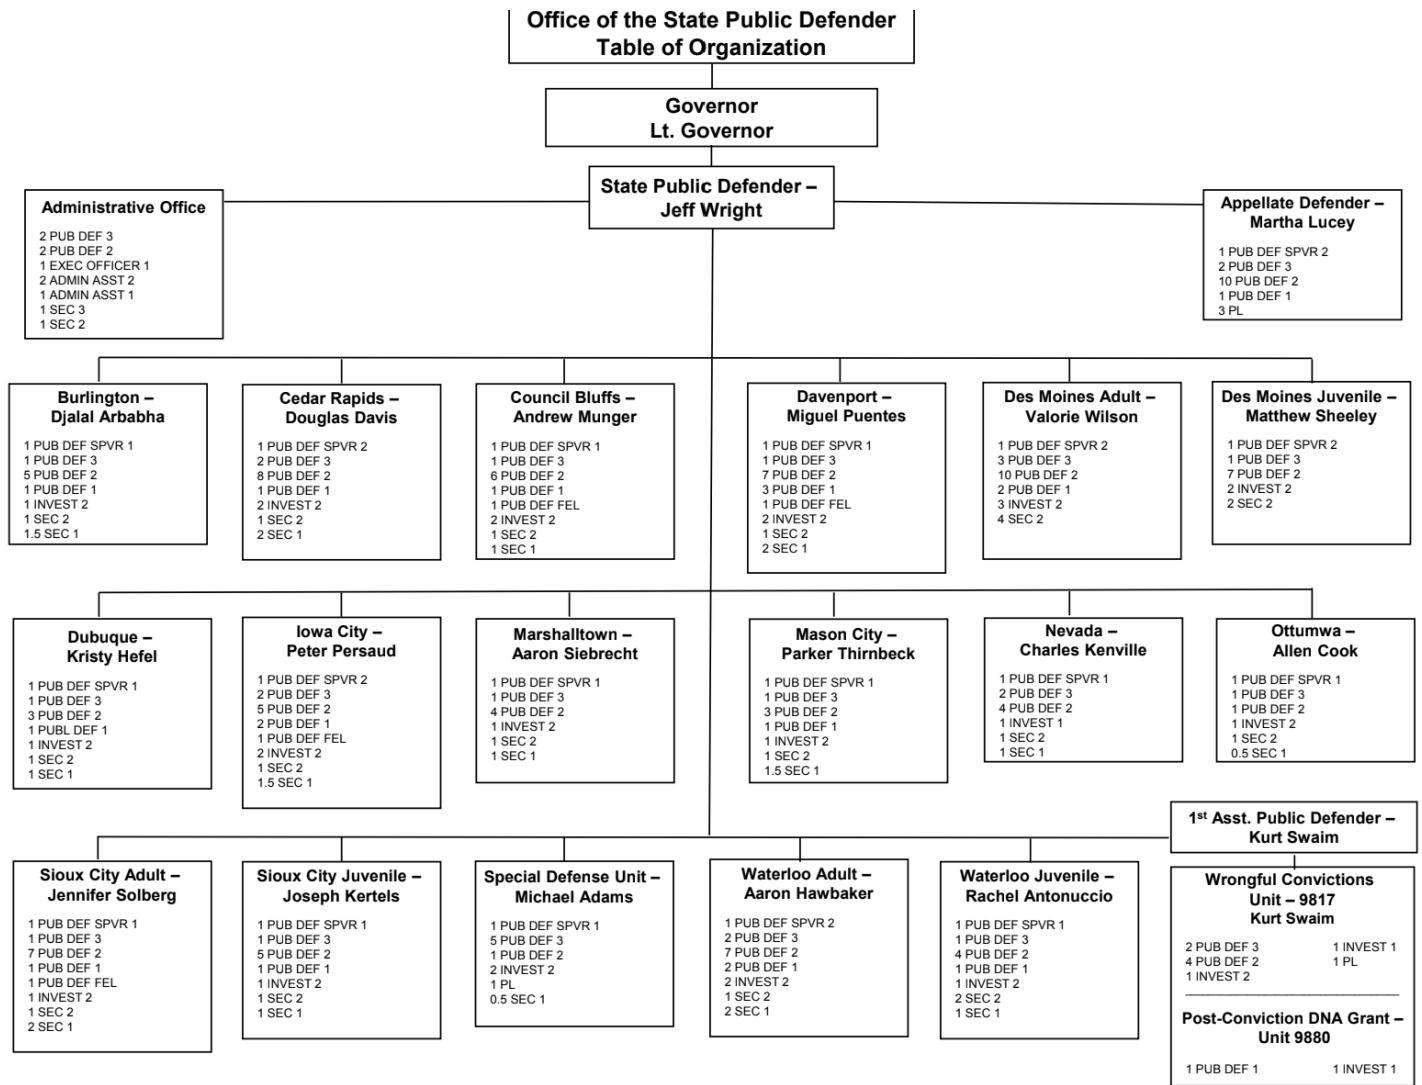 Office of the State Public Defender
Table of Organization
Governor
Lt. Governor
State Public Defender –
Jeff Wright
Administrative Office
2 PUB DEF 3
2 PUB DEF 2
1 EXEC OFFICER 1
2 ADMIN ASST 2
1 ADMIN ASST 1
1 SEC 3
1 SEC 2
Appellate Defender –
Martha Lucey
1 PUB DEF SPVR 2
2 PUB DEF 3
10 PUB DEF 2
1 PUB DEF 1
3 PL
Burlington –
Djalal Arbabha
1 PUB DEF SPVR 1
1 PUB DEF 3
5 PUB DEF 2
1 PUB DEF 1
1 INVEST 2
1 SEC 2
1.5 SEC 1
Cedar Rapids –
Douglas Davis
1 PUB DEF SPVR 2
2 PUB DEF 3
8 PUB DEF 2
1 PUB DEF 1
2 INVEST 2
1 SEC 2
2 SEC 1
Council Bluffs –
Andrew Munger
1 PUB DEF SPVR 1
1 PUB DEF 3
6 PUB DEF 2
1 PUB DEF 1
1 PUB DEF FEL
2 INVEST 2
1 SEC 2
1 SEC 1
Davenport –
Miguel Puentes
1 PUB DEF SPVR 1
1 PUB DEF 3
7 PUB DEF 2
3 PUB DEF 1
1 PUB DEF FEL
2 INVEST 2
1 SEC 2
2 SEC 1
Des Moines Adult –
Valorie Wilson
1 PUB DEF SPVR 2
3 PUB DEF 3
10 PUB DEF 2
2 PUB DEF 1
3 INVEST 2
4 SEC 2
Des Moines Juvenile –
Matthew Sheeley
1 PUB DEF SPVR 2
1 PUB DEF 3
7 PUB DEF 2
2 INVEST 2
2 SEC 2
Dubuque –
Kristy Hefel
1 PUB DEF SPVR 1
1 PUB DEF 3
3 PUB DEF 2
1 PUBL DEF 1
1 INVEST 2
1 SEC 2
1 SEC 1
Iowa City –
Peter Persaud
1 PUB DEF SPVR 2
2 PUB DEF 3
5 PUB DEF 2
2 PUB DEF 1
1 PUB DEF FEL
2 INVEST 2
1 SEC 2
1.5 SEC 1
Marshalltown –
Aaron Siebrecht
1 PUB DEF SPVR 1
1 PUB DEF 3
4 PUB DEF 2
1 INVEST 2
1 SEC 2
1 SEC 1
Mason City –
Parker Thirnbeck
1 PUB DEF SPVR 1
1 PUB DEF 3
3 PUB DEF 2
1 PUB DEF 1
1 INVEST 2
1 SEC 2
1.5 SEC 1
Nevada –
Charles Kenville
1 PUB DEF SPVR 1
2 PUB DEF 3
4 PUB DEF 2
1 INVEST 1
1 SEC 2
1 SEC 1
Ottumwa –
Allen Cook
1 PUB DEF SPVR 1
1 PUB DEF 3
1 PUB DEF 2
1 INVEST 2
1 SEC 2
0.5 SEC 1
Sioux City Adult –
Jennifer Solberg
1 PUB DEF SPVR 1
1 PUB DEF 3
7 PUB DEF 2
1 PUB DEF 1
1 PUB DEF FEL
1 INVEST 2
1 SEC 2
2 SEC 1
Sioux City Juvenile –
Joseph Kertels
1 PUB DEF SPVR 1
1 PUB DEF 3
5 PUB DEF 2
1 PUB DEF 1
1 INVEST 2
1 SEC 2
1 SEC 1
Special Defense Unit –
Michael Adams
1 PUB DEF SPVR 1
5 PUB DEF 3
1 PUB DEF 2
2 INVEST 2
1 PL
0.5 SEC 1
Waterloo Adult –
Aaron Hawbaker
1 PUB DEF SPVR 2
2 PUB DEF 3
7 PUB DEF 2
2 PUB DEF 1
2 INVEST 2
1 SEC 2
2 SEC 1
Waterloo Juvenile –
Rachel Antonuccio
1 PUB DEF SPVR 1
1 PUB DEF 3
4 PUB DEF 2
1 PUB DEF 1
1 INVEST 2
2 SEC 2
1 SEC 1
1st Asst. Public Defender –
Kurt Swaim
Wrongful Convictions
Unit – 9817
Kurt Swaim
2 PUB DEF 3 1 INVEST 1
4 PUB DEF 2 1 PL
1 INVEST 2
Post-Conviction DNA Grant –
Unit 9880
1 PUB DEF 1 1 INVEST 1